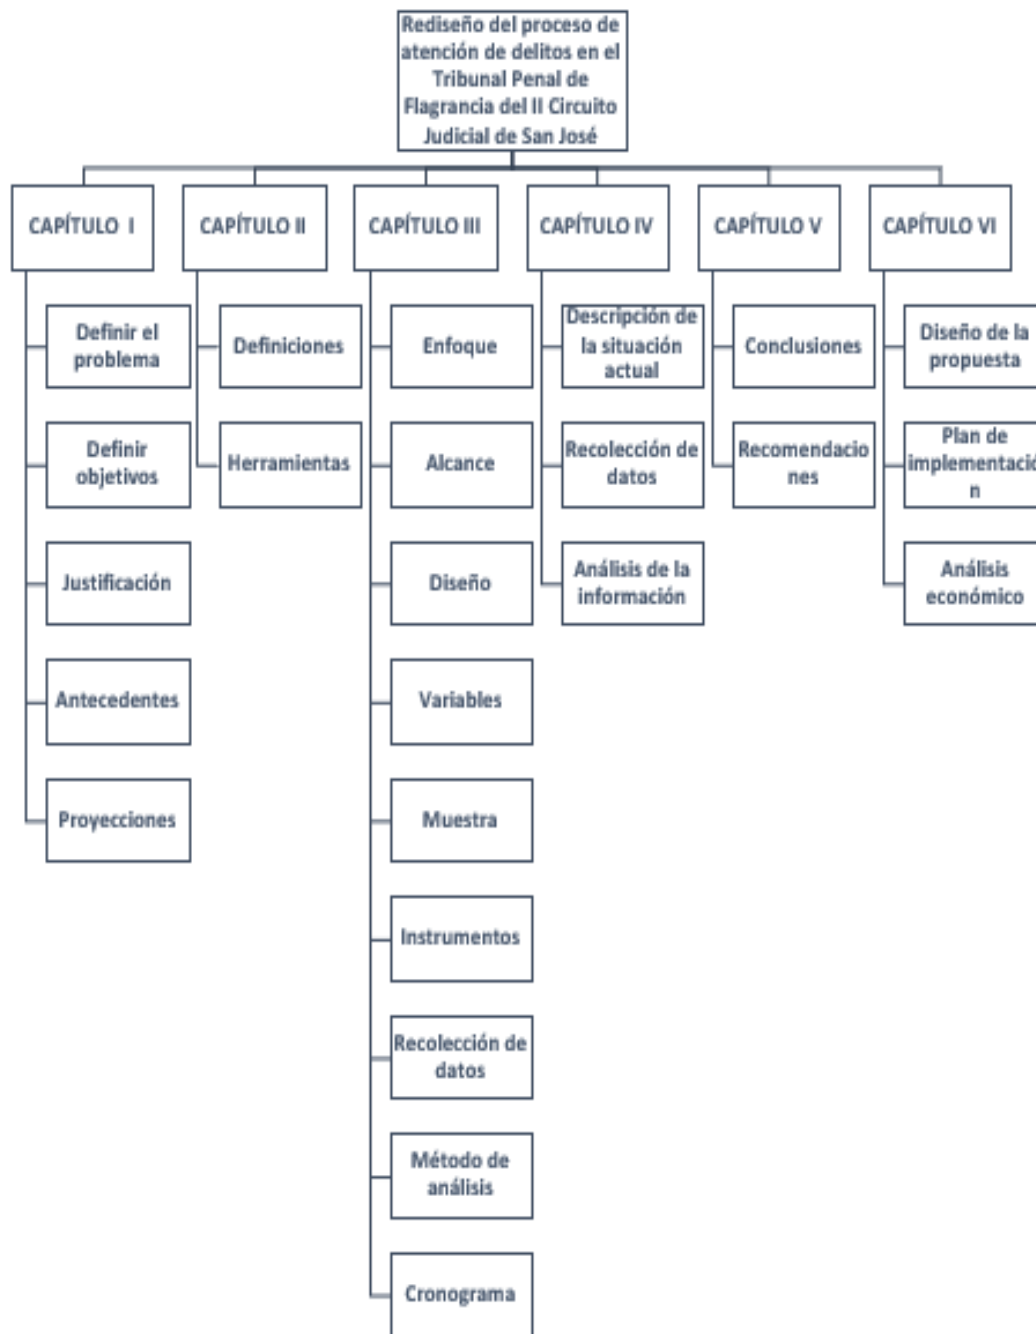 Rediseño del proceso de
atención de delitos en el
Tribunal Penal de
Flagrancia del II Circuito
Judicial de San José
CAPÍTULO I
Definir el
problema
Definir
objetivos
Justificación
Antecedentes
Proyecciones
CAPÍTULO II
Definiciones
Herramientas
CAPÍTULO III
Enfoque
Alcance
Diseño
Variables
Muestra
Instrumentos
Recolección de
datos
Método de
análisis
Cronograma
CAPÍTULO IV
Descripción de
la situación
actual
Recolección de
datos
Análisis de la
información
CAPÍTULO V
Conclusiones
Recomendacio
nes
CAPÍTULO VI
Diseño de la
propuesta
Plan de
implementació
n
Análisis
económico